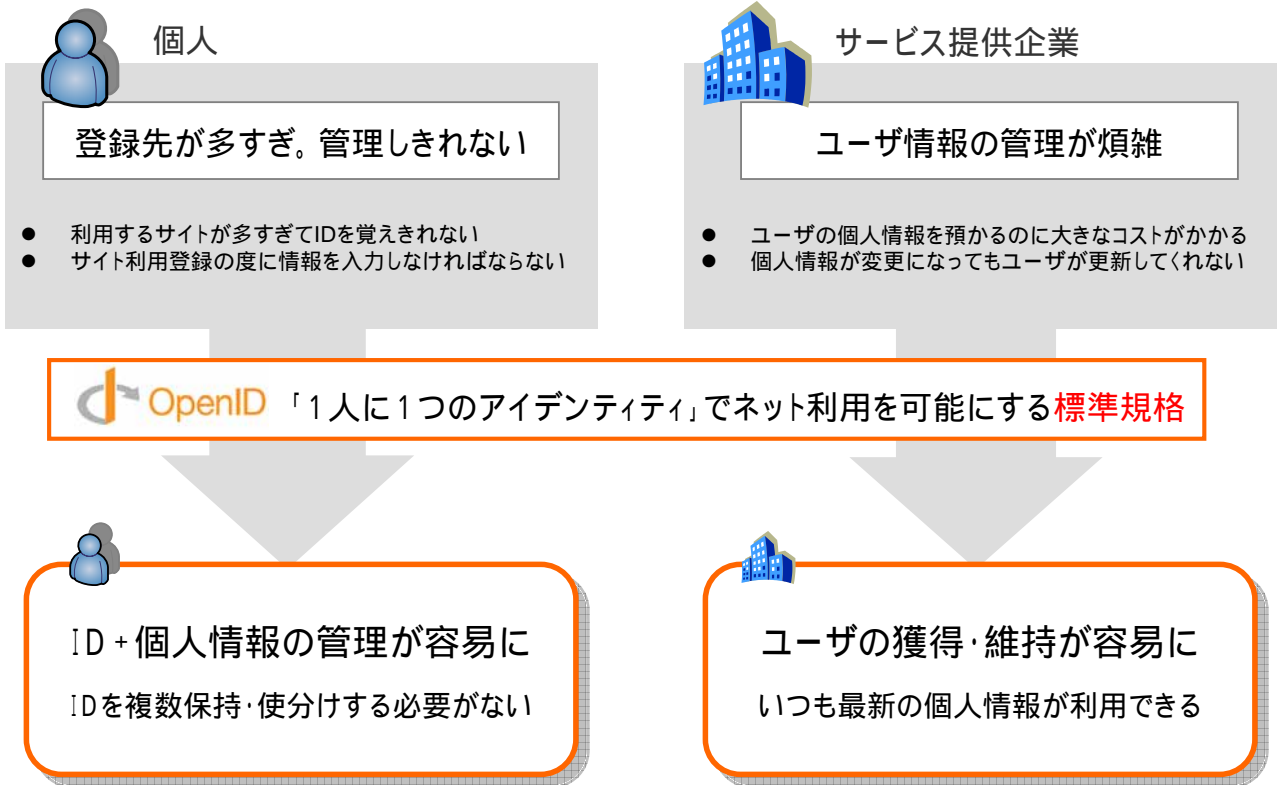 個人
登録先が多すぎ。管理しきれない
● 利用するサイトが多すぎてIDを覚えきれない
● サイト利用登録の度に情報を入力しなければならない
サービス提供企業
ユーザ情報の管理が煩雑
● ユーザの個人情報を預かるのに大きなコストがかかる
● 個人情報が変更になってもユーザが更新してくれない
OpenID 「1人に1つのアイデンティティ」でネット利用を可能にする標準規格
ID+個人情報の管理が容易に
IDを複数保持・使分けする必要がない
ユーザの獲得・維持が容易に
いつも最新の個人情報が利用できる